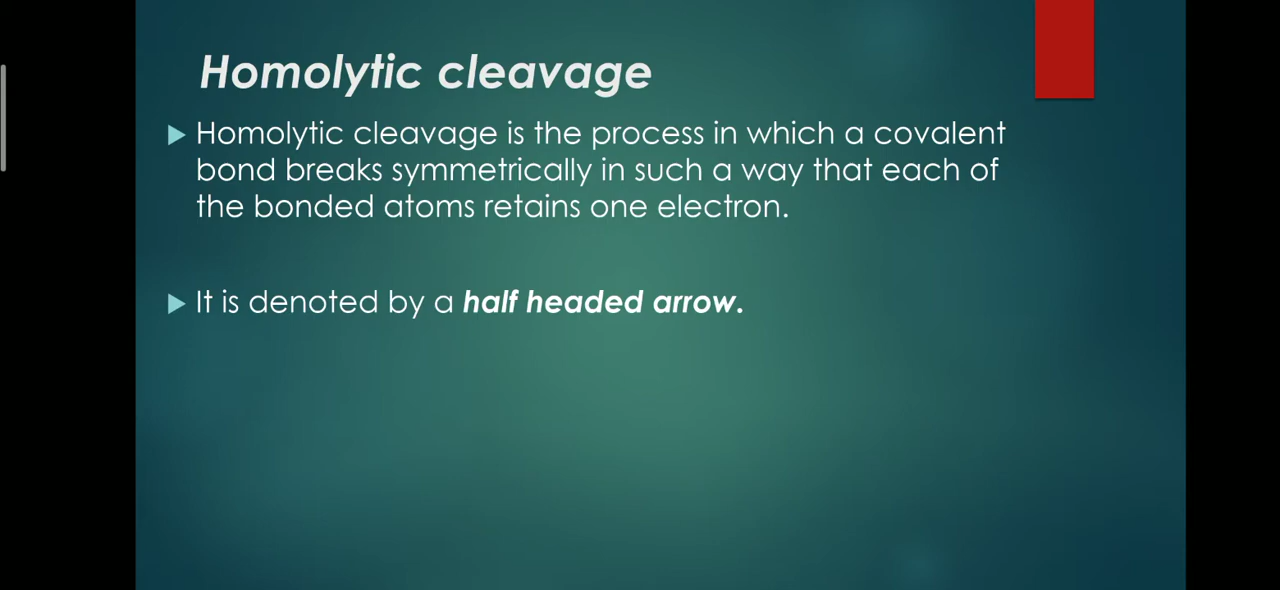 Homolytic cleavage
Homolytic cleavage is the process in which a covalent
bond breaks symmetrically in such a way that each of
the bonded atoms retains one electron.
It is denoted by a half headed arrow.